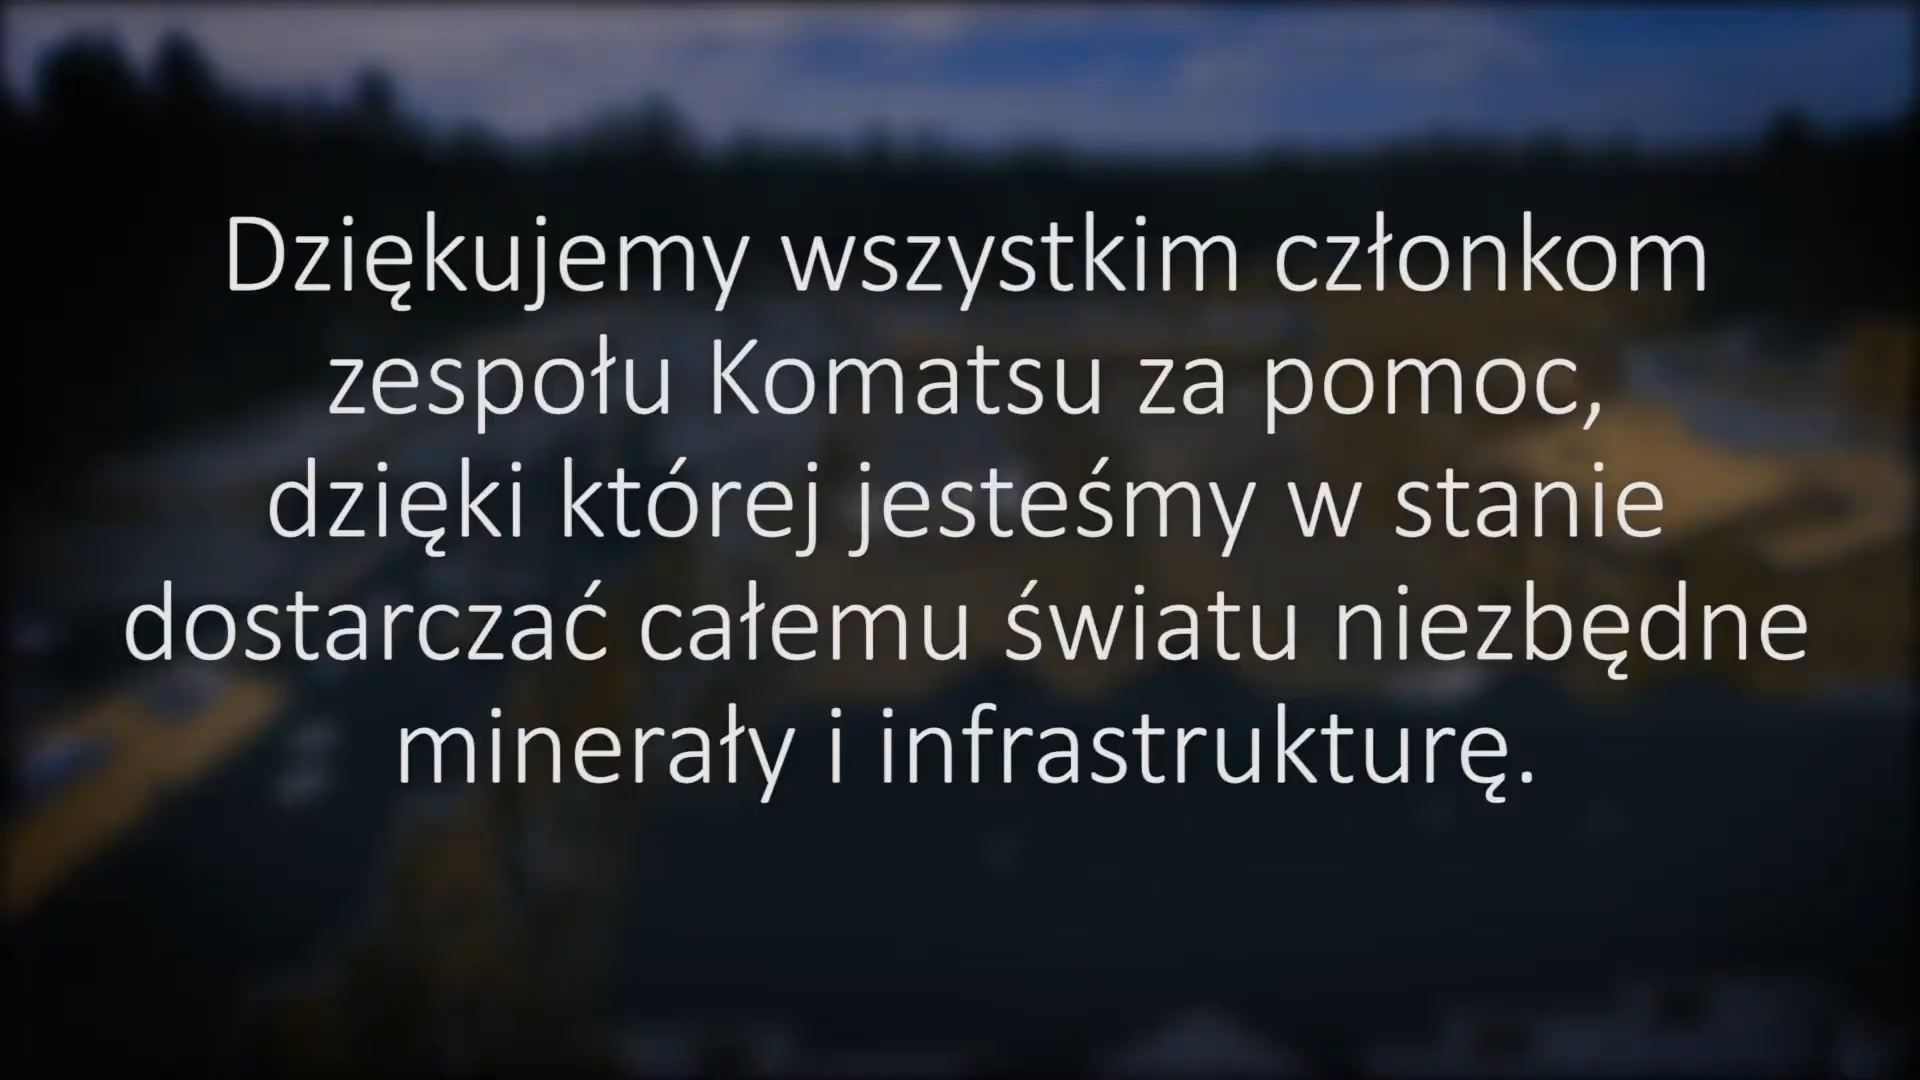 Dziękujemy wszystkim członkom
zespołu Komatsu za pomoc,
dzięki której jesteśmy w stanie
dostarczać całemu światu niezbędne
minerały i infrastrukturę.